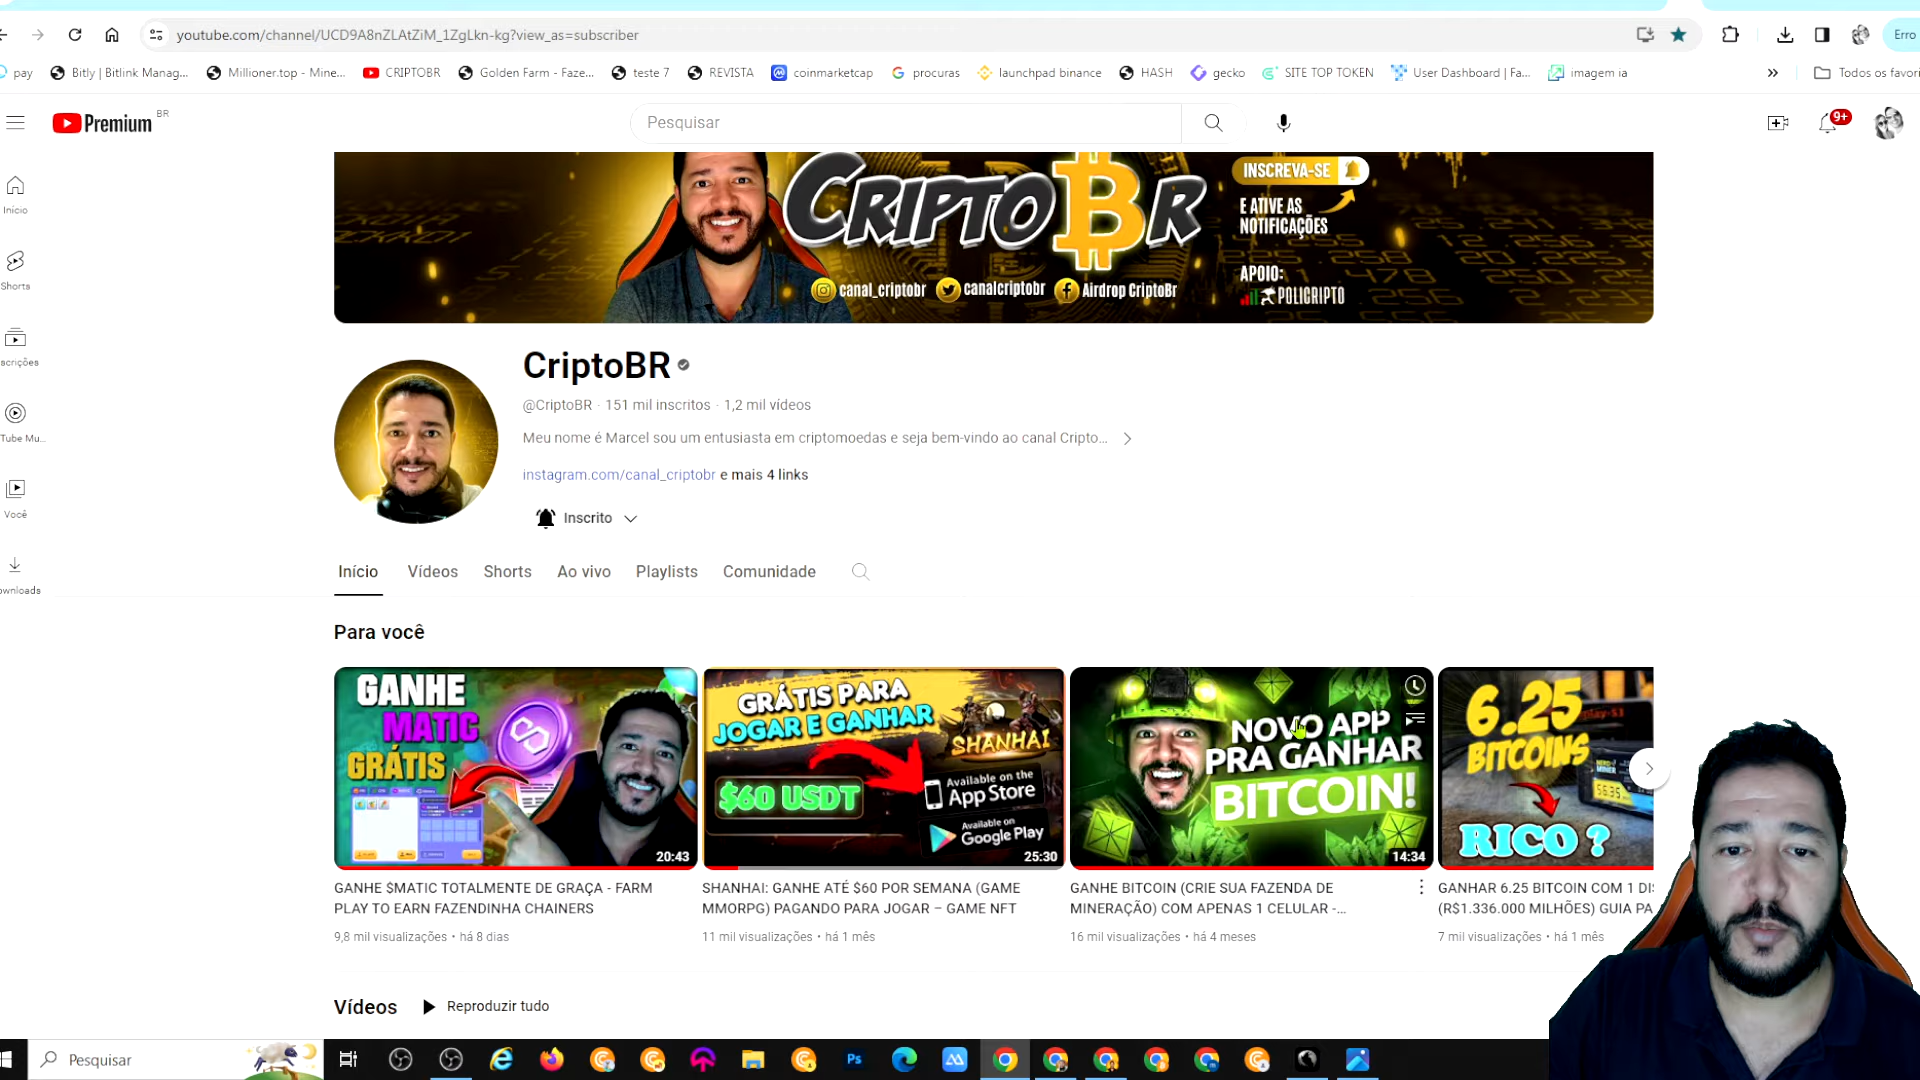 youtube.com/channel/UCD9A8nZLAtZiM_1ZgLkn-kg?view_as=subscriber
Erro
pay
Bitly | Bitlink Manag...
Millioner.top - Mine...
CRIPTOBR
Golden Farm - Faze...
teste 7
REVISTA
coinmarketcap
procuras
launchpad binance
HASH
gecko
SITE TOP TOKEN
User Dashboard | Fa...
imagem ia
Todos os favori
Premium BR
Pesquisar
9+
Início
Shorts
scrições
Tube Mu...
Você
ownloads
CRIPTOBR
INSCREVA-SE
E ATIVE AS
NOTIFICAÇÕES
APOIO:
POLICRIPTO
canal_criptobr
canalcriptobr
Airdrop CriptoBr
CriptoBR
@CriptoBR · 151 mil inscritos · 1,2 mil vídeos
Meu nome é Marcel sou um entusiasta em criptomoedas e seja bem-vindo ao canal Cripto...
instagram.com/canal_criptobr e mais 4 links
Inscrito
Início
Vídeos
Shorts
Ao vivo
Playlists
Comunidade
Para você
GANHE
MATIC
GRÁTIS
20:43
GRÁTIS PARA
JOGAR E GANHAR
SHANHAI
$60 USDT
Available on the
App Store
Available on
Google Play
25:30
NOVO APP
PRA GANHAR
BITCOIN!
14:34
6.25
BITCOINS
RICO ?
GANHE $MATIC TOTALMENTE DE GRAÇA - FARM
PLAY TO EARN FAZENDINHA CHAINERS
9,8 mil visualizações • há 8 dias
SHANHAI: GANHE ATÉ $60 POR SEMANA (GAME
MMORPG) PAGANDO PARA JOGAR – GAME NFT
11 mil visualizações • há 1 mês
GANHE BITCOIN (CRIE SUA FAZENDA DE
MINERAÇÃO) COM APENAS 1 CELULAR -...
16 mil visualizações • há 4 meses
GANHAR 6.25 BITCOIN COM 1 DI
(R$1.336.000 MILHÕES) GUIA PA
7 mil visualizações • há 1 mês
Vídeos
Reproduzir tudo
Pesquisar
Ps